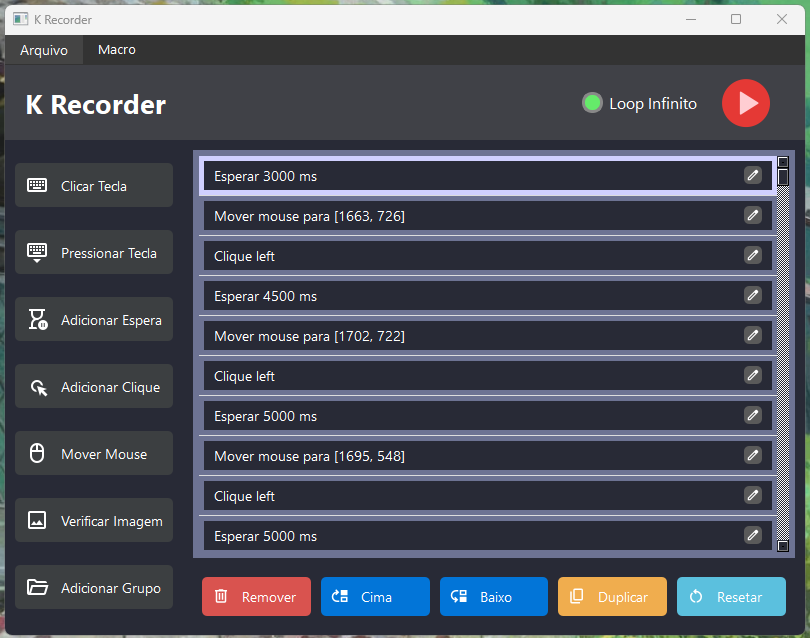 K Recorder
Arquivo Macro
K Recorder
Loop Infinito
Clicar Tecla
Pressionar Tecla
Adicionar Espera
Adicionar Clique
Mover Mouse
Verificar Imagem
Adicionar Grupo
Esperar 3000 ms
Mover mouse para [1663, 726]
Clique left
Esperar 4500 ms
Mover mouse para [1702, 722]
Clique left
Esperar 5000 ms
Mover mouse para [1695, 548]
Clique left
Esperar 5000 ms
Remover
Cima
Baixo
Duplicar
Resetar